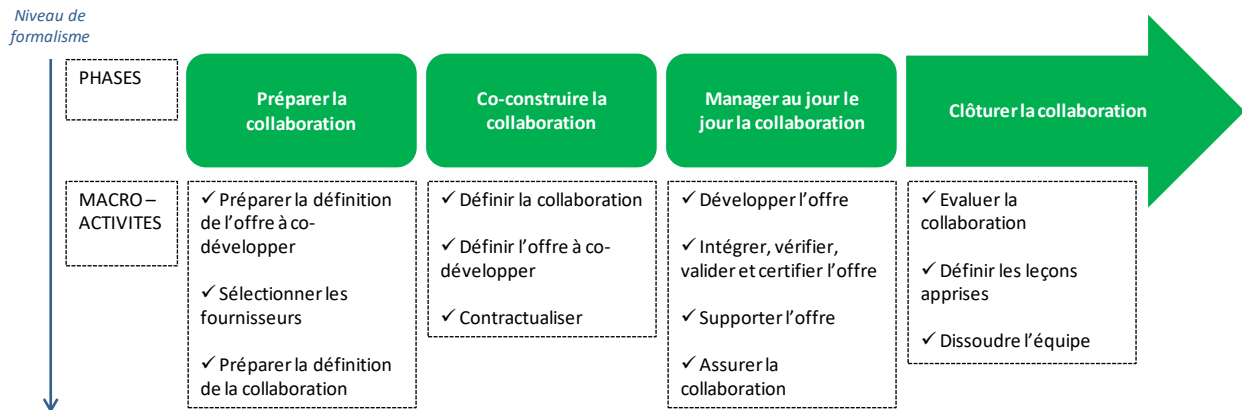 Niveau de
formalisme
PHASES
Préparer la
collaboration
Co-construire la
collaboration
Manager au jour le
jour la collaboration
Clôturer la collaboration
MACRO –
ACTIVITES
✓ Préparer la définition
de l'offre à co-
développer
✓ Sélectionner les
fournisseurs
✓ Préparer la définition
de la collaboration
✓ Définir la collaboration
✓ Définir l'offre à co-
développer
✓ Contractualiser
✓ Développer l'offre
✓ Intégrer, vérifier,
valider et certifier l'offre
✓ Supporter l'offre
✓ Assurer la
collaboration
✓ Evaluer la
collaboration
✓ Définir les leçons
apprises
✓ Dissoudre l'équipe